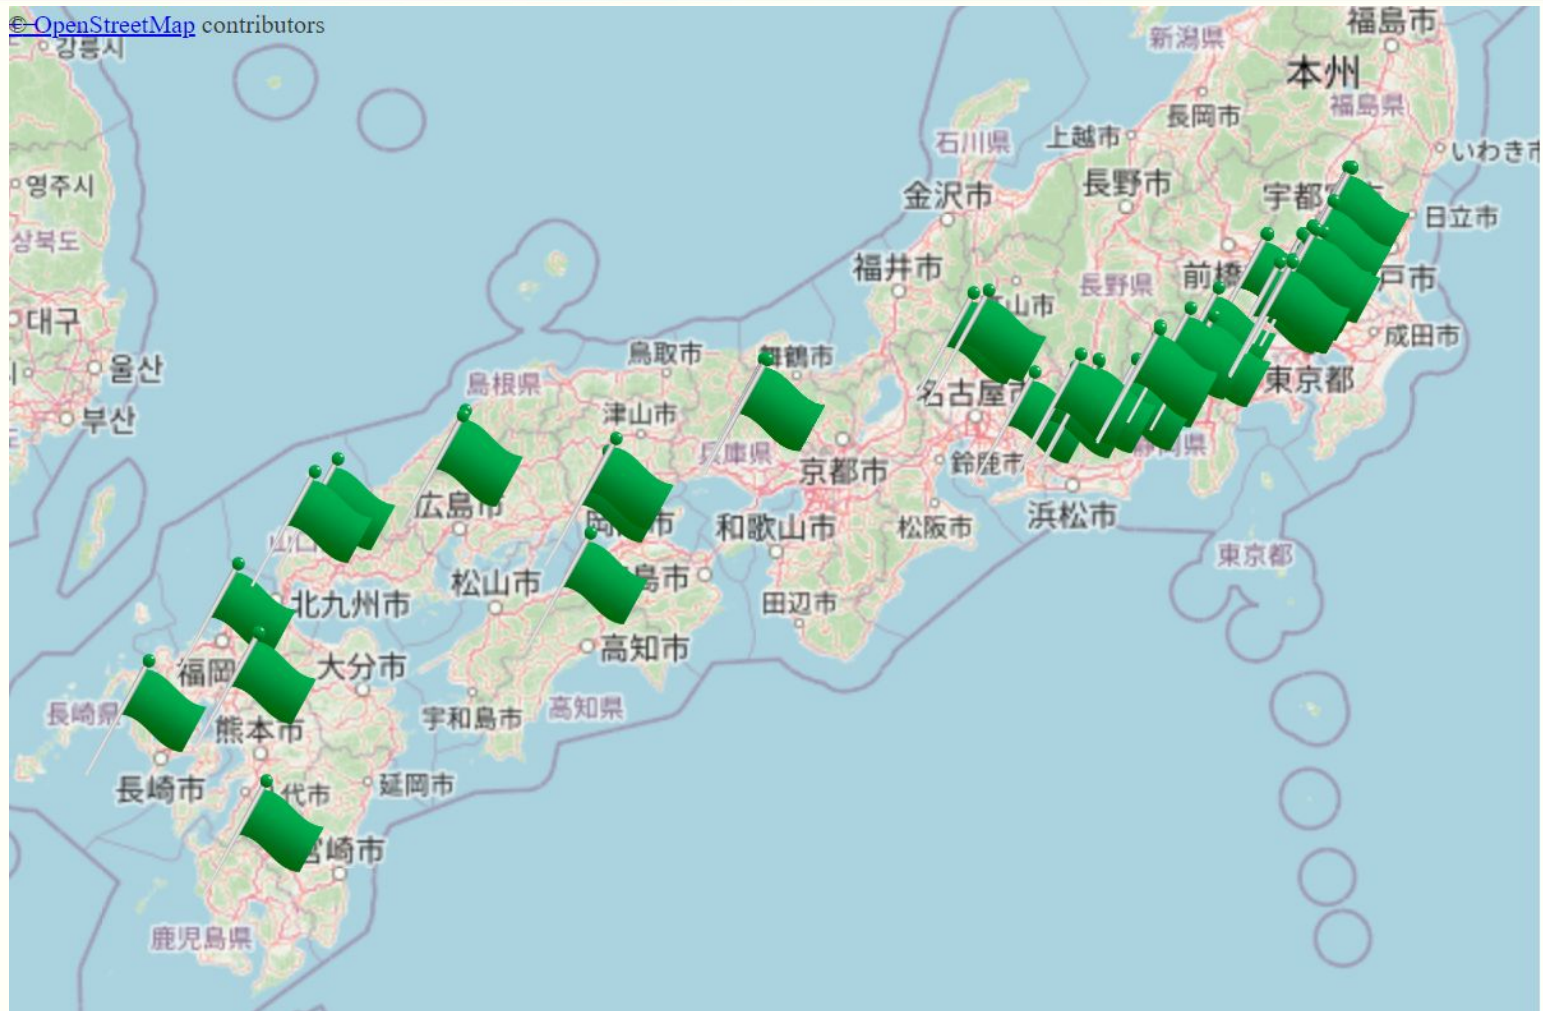 © OpenStreetMap contributors
강릉시
福島市
新潟県
本州
福島県
長岡市
上越市
石川県
いわき市
영주시
長野市
金沢市
日立市
상북도
福井市
前橋
戸市
長野県
山市
대구
成田市
鳥取市
舞鶴市
울산
東京都
島根県
名古屋市
津山市
부산
兵庫県
静岡県
鈴鹿市
京都市
広島市
浜松市
和歌山市
松阪市
東京都
松山市
島市
北九州市
田辺市
高知市
福岡
大分市
長崎県
高知県
宇和島市
熊本市
長崎市
延岡市
代市
宮崎市
鹿児島県